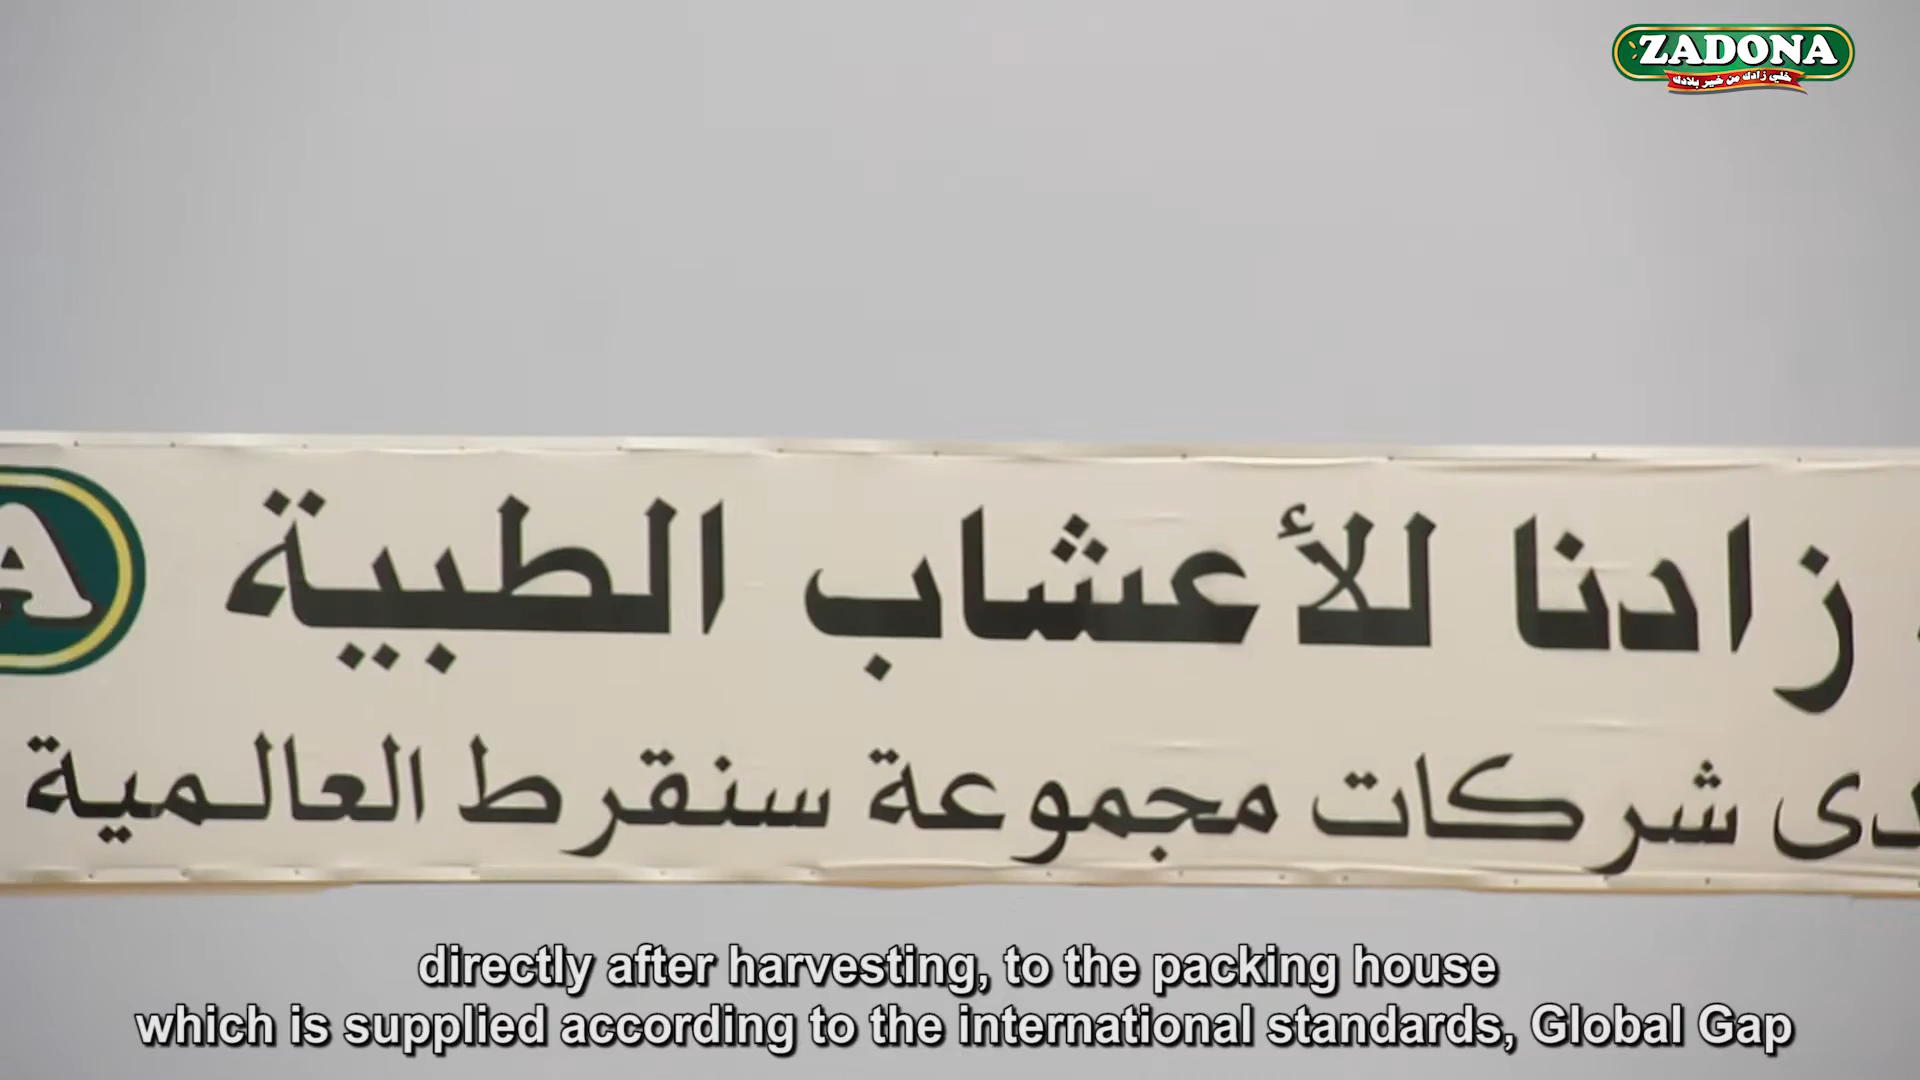 ZADONA
خلي زادك من خير بلادك
زادنا للأعشاب الطبية
شركات مجموعة سنقرط العالمية
directly after harvesting, to the packing house
which is supplied according to the international standards, Global Gap